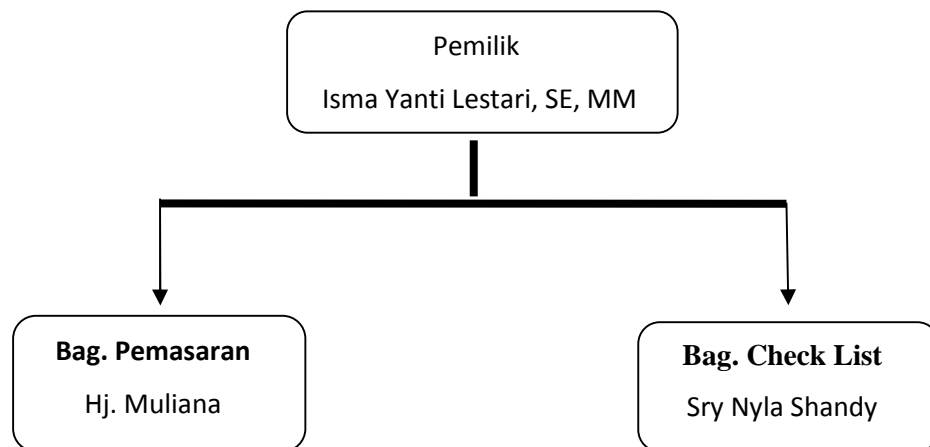 Pemilik
Isma Yanti Lestari, SE, MM
Bag. Pemasaran
Hj. Muliana
Bag. Check List
Sry Nyla Shandy